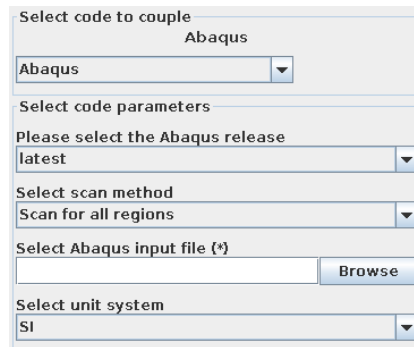 Select code to couple
Abaqus
Abaqus
Select code parameters
Please select the Abaqus release
latest
Select scan method
Scan for all regions
Select Abaqus input file (*)
Browse
Select unit system
SI